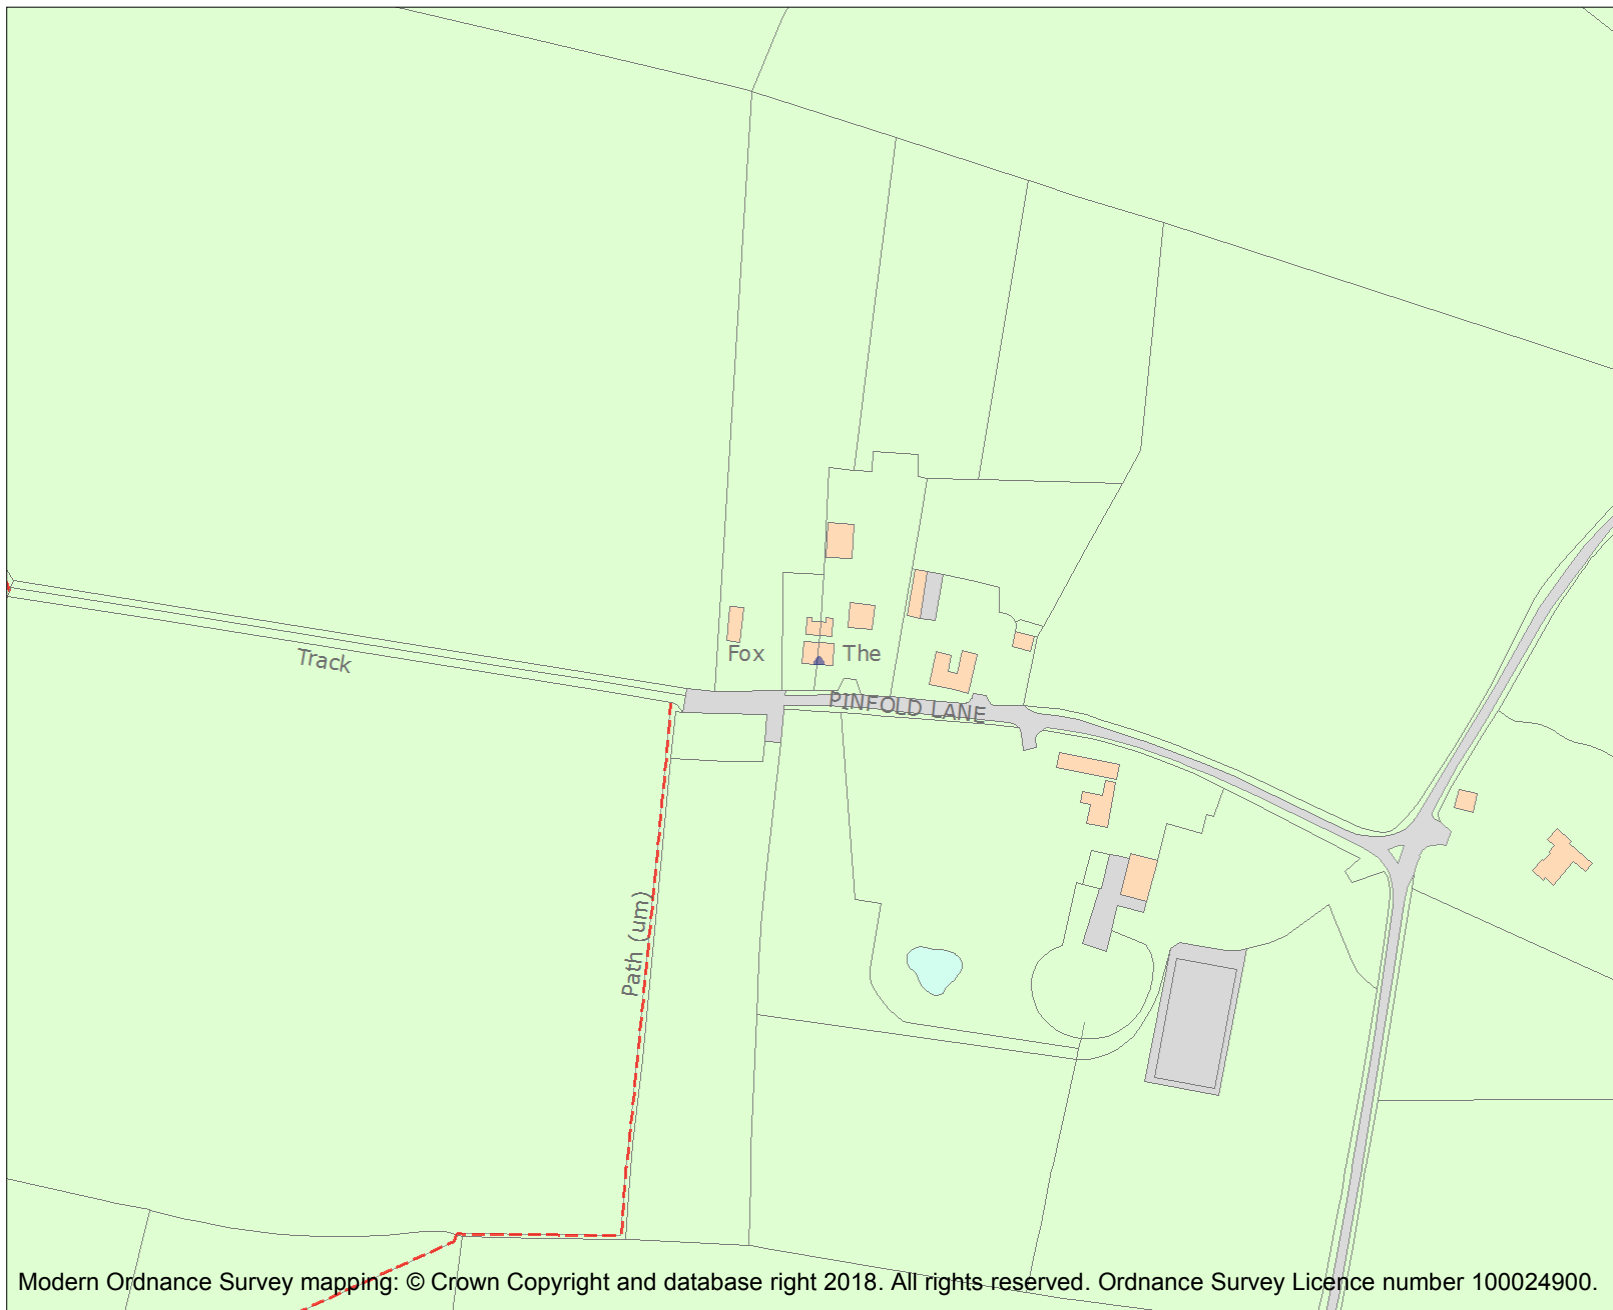 Track
Fox
The
PINFOLD LANE
Path (um)
Modern Ordnance Survey mapping: © Crown Copyright and database right 2018. All rights reserved. Ordnance Survey Licence number 100024900.